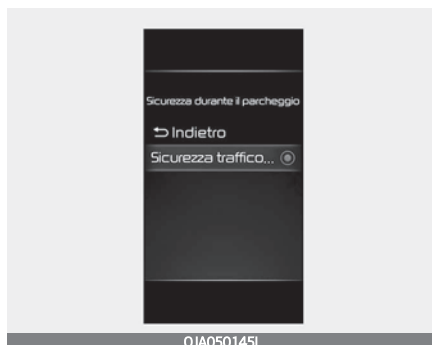 Sicurezza durante il parcheggio
Indietro
Sicurezza traffico...
OJA050145L